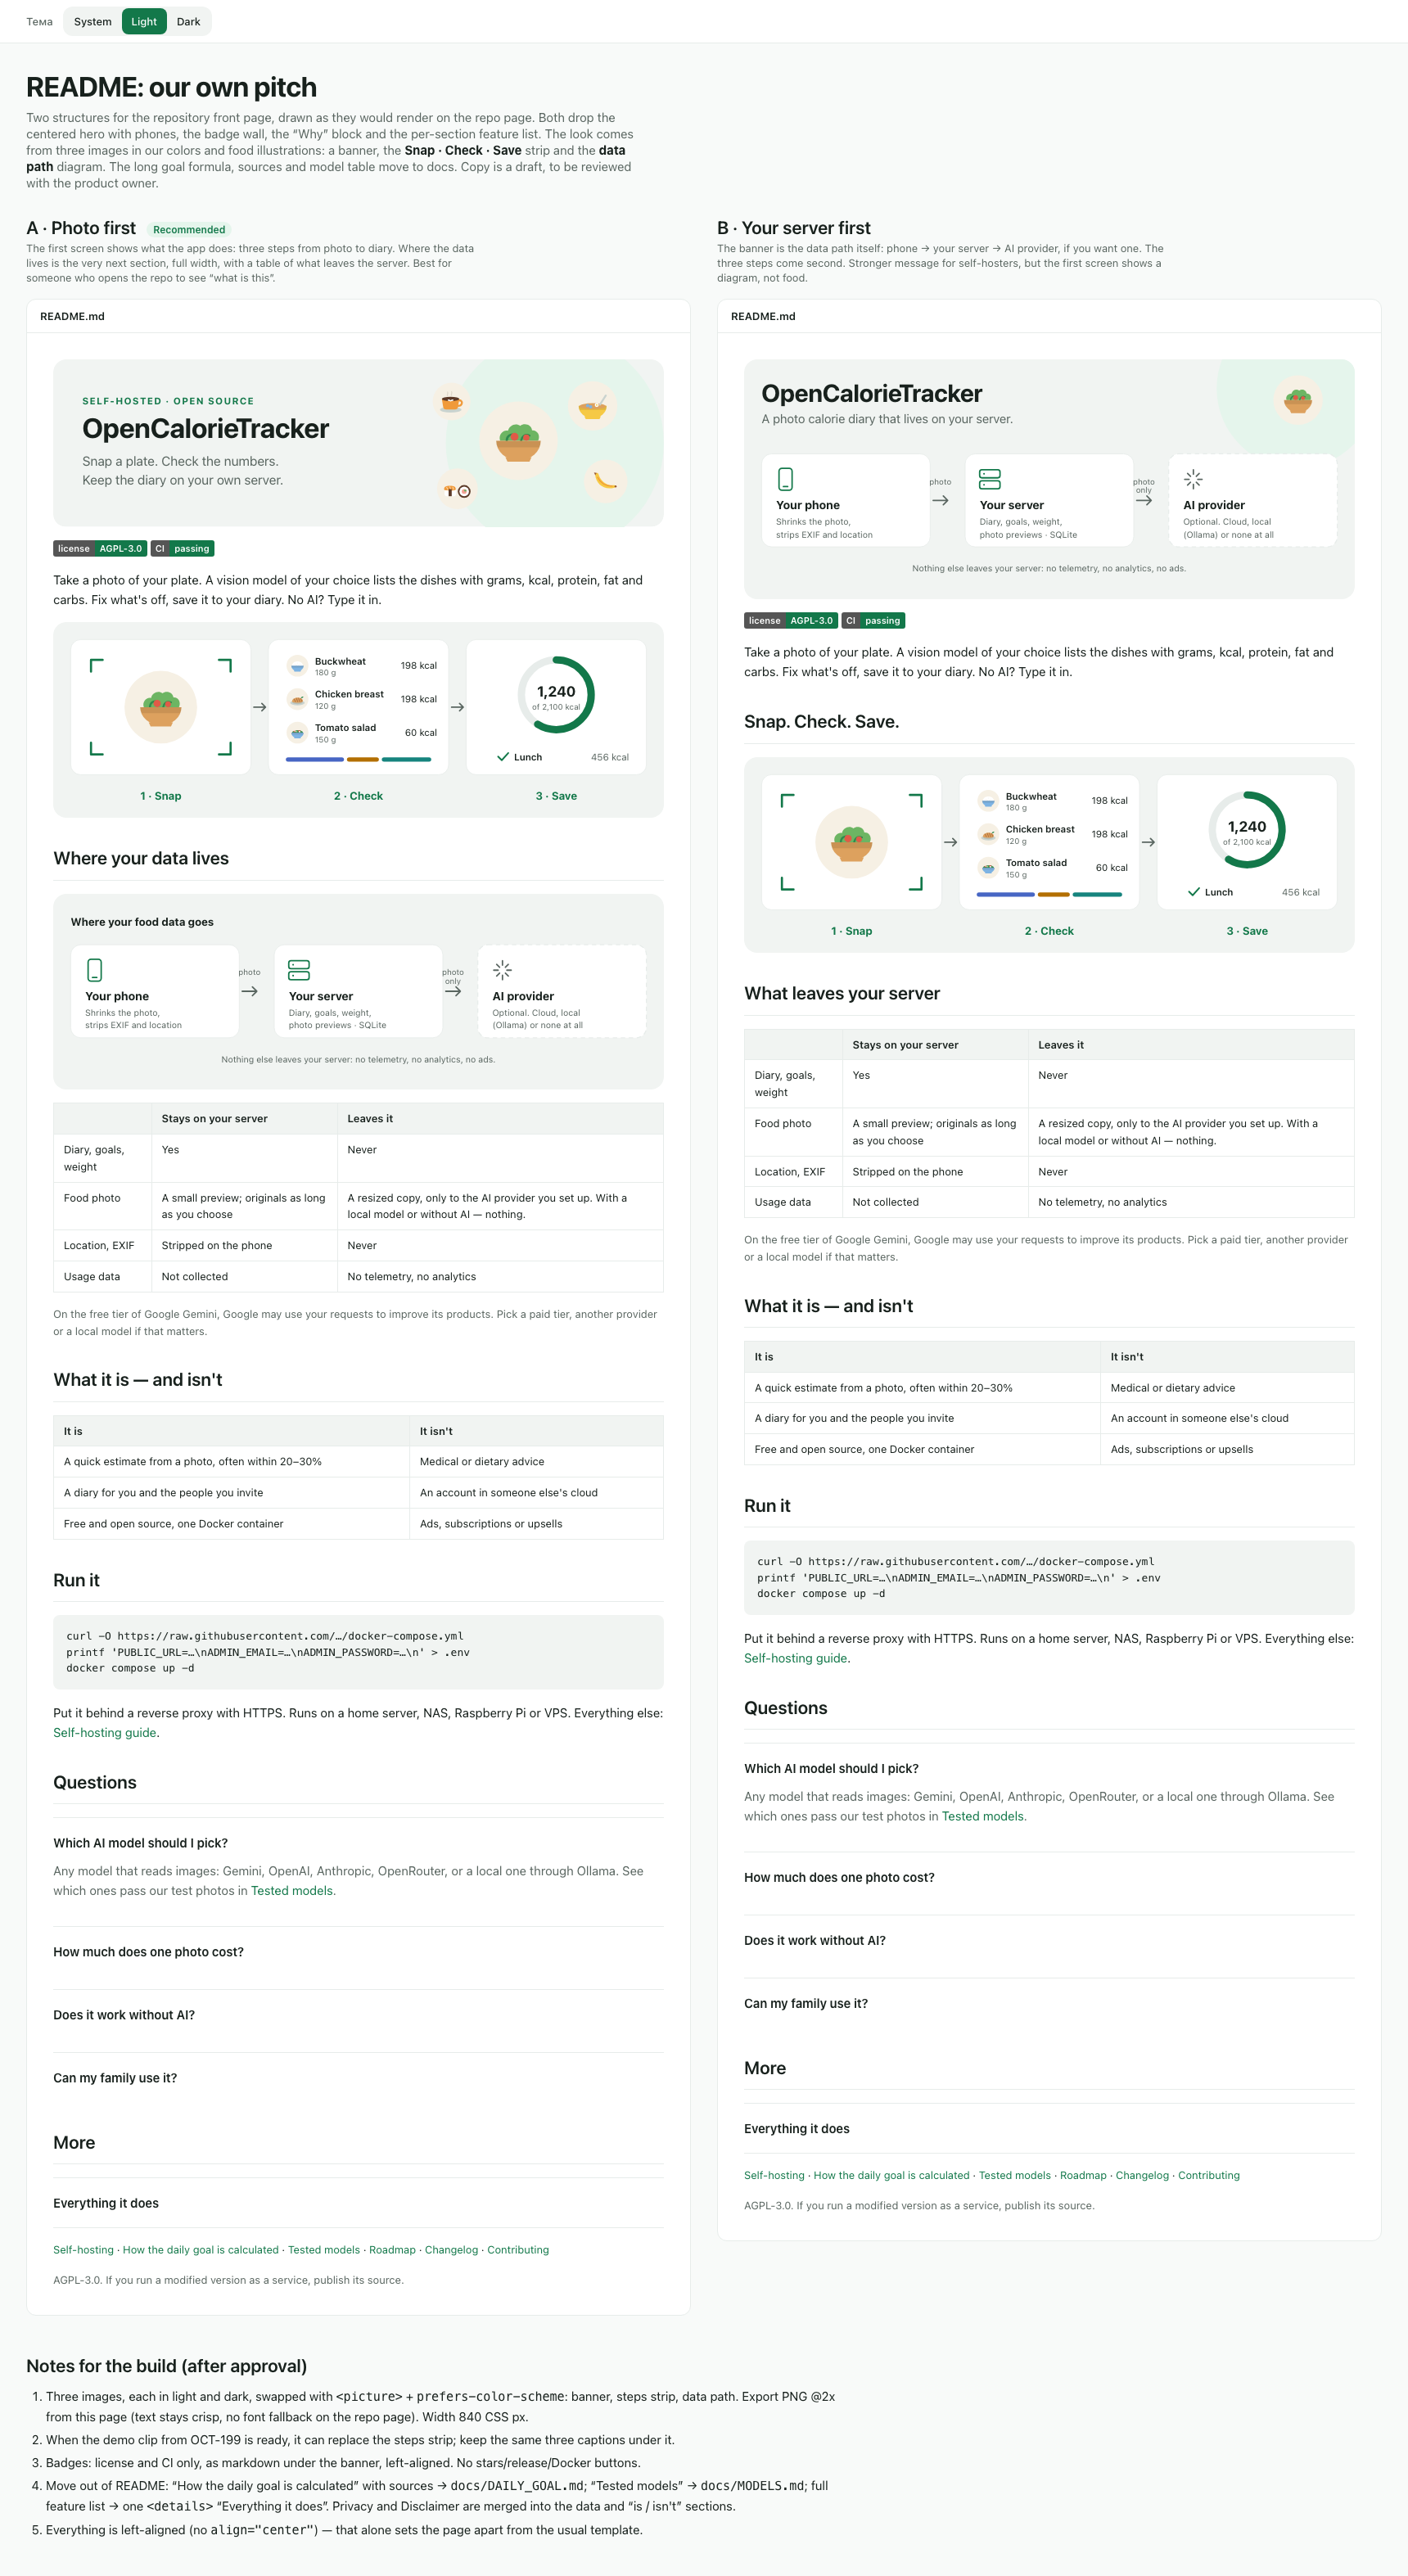 Тема System Light Dark
README: our own pitch
Two structures for the repository front page, drawn as they would render on the repo page. Both drop the
centered hero with phones, the badge wall, the “Why” block and the per-section feature list. The look comes
from three images in our colors and food illustrations: a banner, the Snap · Check · Save strip and the data
path diagram. The long goal formula, sources and model table move to docs. Copy is a draft, to be reviewed
with the product owner.
A · Photo first Recommended
The first screen shows what the app does: three steps from photo to diary. Where the data
lives is the very next section, full width, with a table of what leaves the server. Best for
someone who opens the repo to see “what is this”.
README.md
SELF-HOSTED · OPEN SOURCE
OpenCalorieTracker
Snap a plate. Check the numbers.
Keep the diary on your own server.
license AGPL-3.0 CI passing
Take a photo of your plate. A vision model of your choice lists the dishes with grams, kcal, protein, fat and
carbs. Fix what's off, save it to your diary. No AI? Type it in.
Buckwheat 198 kcal
180 g
Chicken breast 198 kcal
120 g
Tomato salad 60 kcal
150 g
1,240
of 2,100 kcal
Lunch 456 kcal
1 · Snap
2 · Check
3 · Save
Where your data lives
Where your food data goes
Your phone
Shrinks the photo,
strips EXIF and location
photo →
Your server
Diary, goals, weight,
photo previews · SQLite
photo
only →
AI provider
Optional. Cloud, local
(Ollama) or none at all
Nothing else leaves your server: no telemetry, no analytics, no ads.
Stays on your server Leaves it
Diary, goals,
weight
Yes
Never
Food photo
A small preview; originals as long
as you choose
A resized copy, only to the AI provider you set up. With a
local model or without AI — nothing.
Location, EXIF Stripped on the phone Never
Usage data Not collected No telemetry, no analytics
On the free tier of Google Gemini, Google may use your requests to improve its products. Pick a paid tier, another provider
or a local model if that matters.
What it is — and isn't
It is It isn't
A quick estimate from a photo, often within 20–30% Medical or dietary advice
A diary for you and the people you invite An account in someone else's cloud
Free and open source, one Docker container Ads, subscriptions or upsells
Run it
curl -O https://raw.githubusercontent.com/…/docker-compose.yml
printf 'PUBLIC_URL=…\nADMIN_EMAIL=…\nADMIN_PASSWORD=…\n' > .env
docker compose up -d
Put it behind a reverse proxy with HTTPS. Runs on a home server, NAS, Raspberry Pi or VPS. Everything else:
Self-hosting guide.
Questions
Which AI model should I pick?
Any model that reads images: Gemini, OpenAI, Anthropic, OpenRouter, or a local one through Ollama. See
which ones pass our test photos in Tested models.
How much does one photo cost?
Does it work without AI?
Can my family use it?
More
Everything it does
Self-hosting · How the daily goal is calculated · Tested models · Roadmap · Changelog · Contributing
AGPL-3.0. If you run a modified version as a service, publish its source.
B · Your server first
The banner is the data path itself: phone → your server → AI provider, if you want one. The
three steps come second. Stronger message for self-hosters, but the first screen shows a
diagram, not food.
README.md
OpenCalorieTracker
A photo calorie diary that lives on your server.
Your phone
Shrinks the photo,
strips EXIF and location
photo →
Your server
Diary, goals, weight,
photo previews · SQLite
photo
only →
AI provider
Optional. Cloud, local
(Ollama) or none at all
Nothing else leaves your server: no telemetry, no analytics, no ads.
license AGPL-3.0 CI passing
Take a photo of your plate. A vision model of your choice lists the dishes with grams, kcal, protein, fat and
carbs. Fix what's off, save it to your diary. No AI? Type it in.
Snap. Check. Save.
Buckwheat 198 kcal
180 g
Chicken breast 198 kcal
120 g
Tomato salad 60 kcal
150 g
1,240
of 2,100 kcal
Lunch 456 kcal
1 · Snap
2 · Check
3 · Save
What leaves your server
Stays on your server Leaves it
Diary, goals,
weight
Yes
Never
Food photo
A small preview; originals as long
as you choose
A resized copy, only to the AI provider you set up. With a
local model or without AI — nothing.
Location, EXIF Stripped on the phone Never
Usage data Not collected No telemetry, no analytics
On the free tier of Google Gemini, Google may use your requests to improve its products. Pick a paid tier, another provider
or a local model if that matters.
What it is — and isn't
It is It isn't
A quick estimate from a photo, often within 20–30% Medical or dietary advice
A diary for you and the people you invite An account in someone else's cloud
Free and open source, one Docker container Ads, subscriptions or upsells
Run it
curl -O https://raw.githubusercontent.com/…/docker-compose.yml
printf 'PUBLIC_URL=…\nADMIN_EMAIL=…\nADMIN_PASSWORD=…\n' > .env
docker compose up -d
Put it behind a reverse proxy with HTTPS. Runs on a home server, NAS, Raspberry Pi or VPS. Everything else:
Self-hosting guide.
Questions
Which AI model should I pick?
Any model that reads images: Gemini, OpenAI, Anthropic, OpenRouter, or a local one through Ollama. See
which ones pass our test photos in Tested models.
How much does one photo cost?
Does it work without AI?
Can my family use it?
More
Everything it does
Self-hosting · How the daily goal is calculated · Tested models · Roadmap · Changelog · Contributing
AGPL-3.0. If you run a modified version as a service, publish its source.
Notes for the build (after approval)
1. Three images, each in light and dark, swapped with <picture> + prefers-color-scheme: banner, steps strip, data path. Export PNG @2x
from this page (text stays crisp, no font fallback on the repo page). Width 840 CSS px.
2. When the demo clip from OCT-199 is ready, it can replace the steps strip; keep the same three captions under it.
3. Badges: license and CI only, as markdown under the banner, left-aligned. No stars/release/Docker buttons.
4. Move out of README: “How the daily goal is calculated” with sources → docs/DAILY_GOAL.md; “Tested models” → docs/MODELS.md; full
feature list → one <details> “Everything it does”. Privacy and Disclaimer are merged into the data and “is / isn't” sections.
5. Everything is left-aligned (no align="center") — that alone sets the page apart from the usual template.